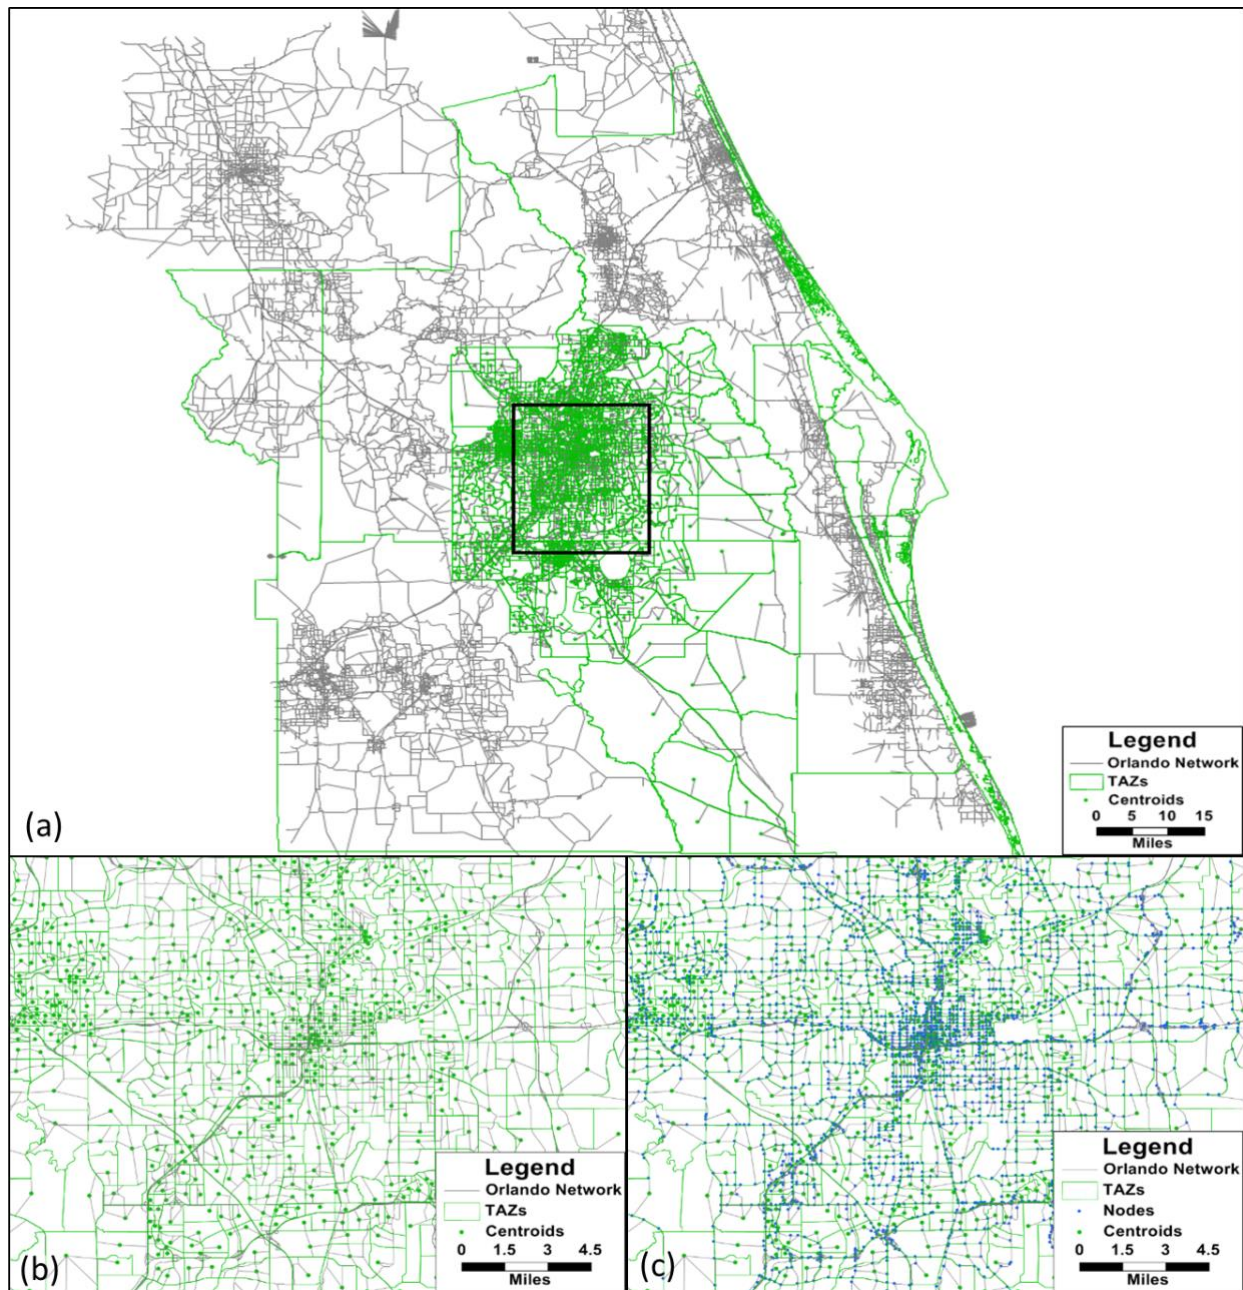 Legend
Orlando Network
TAZs
Centroids
0 5 10 15
Miles
(a)
Legend
Orlando Network
TAZs
Centroids
0 1.5 3 4.5
Miles
(b)
Legend
Orlando Network
TAZs
Nodes
Centroids
0 1.5 3 4.5
Miles
(c)